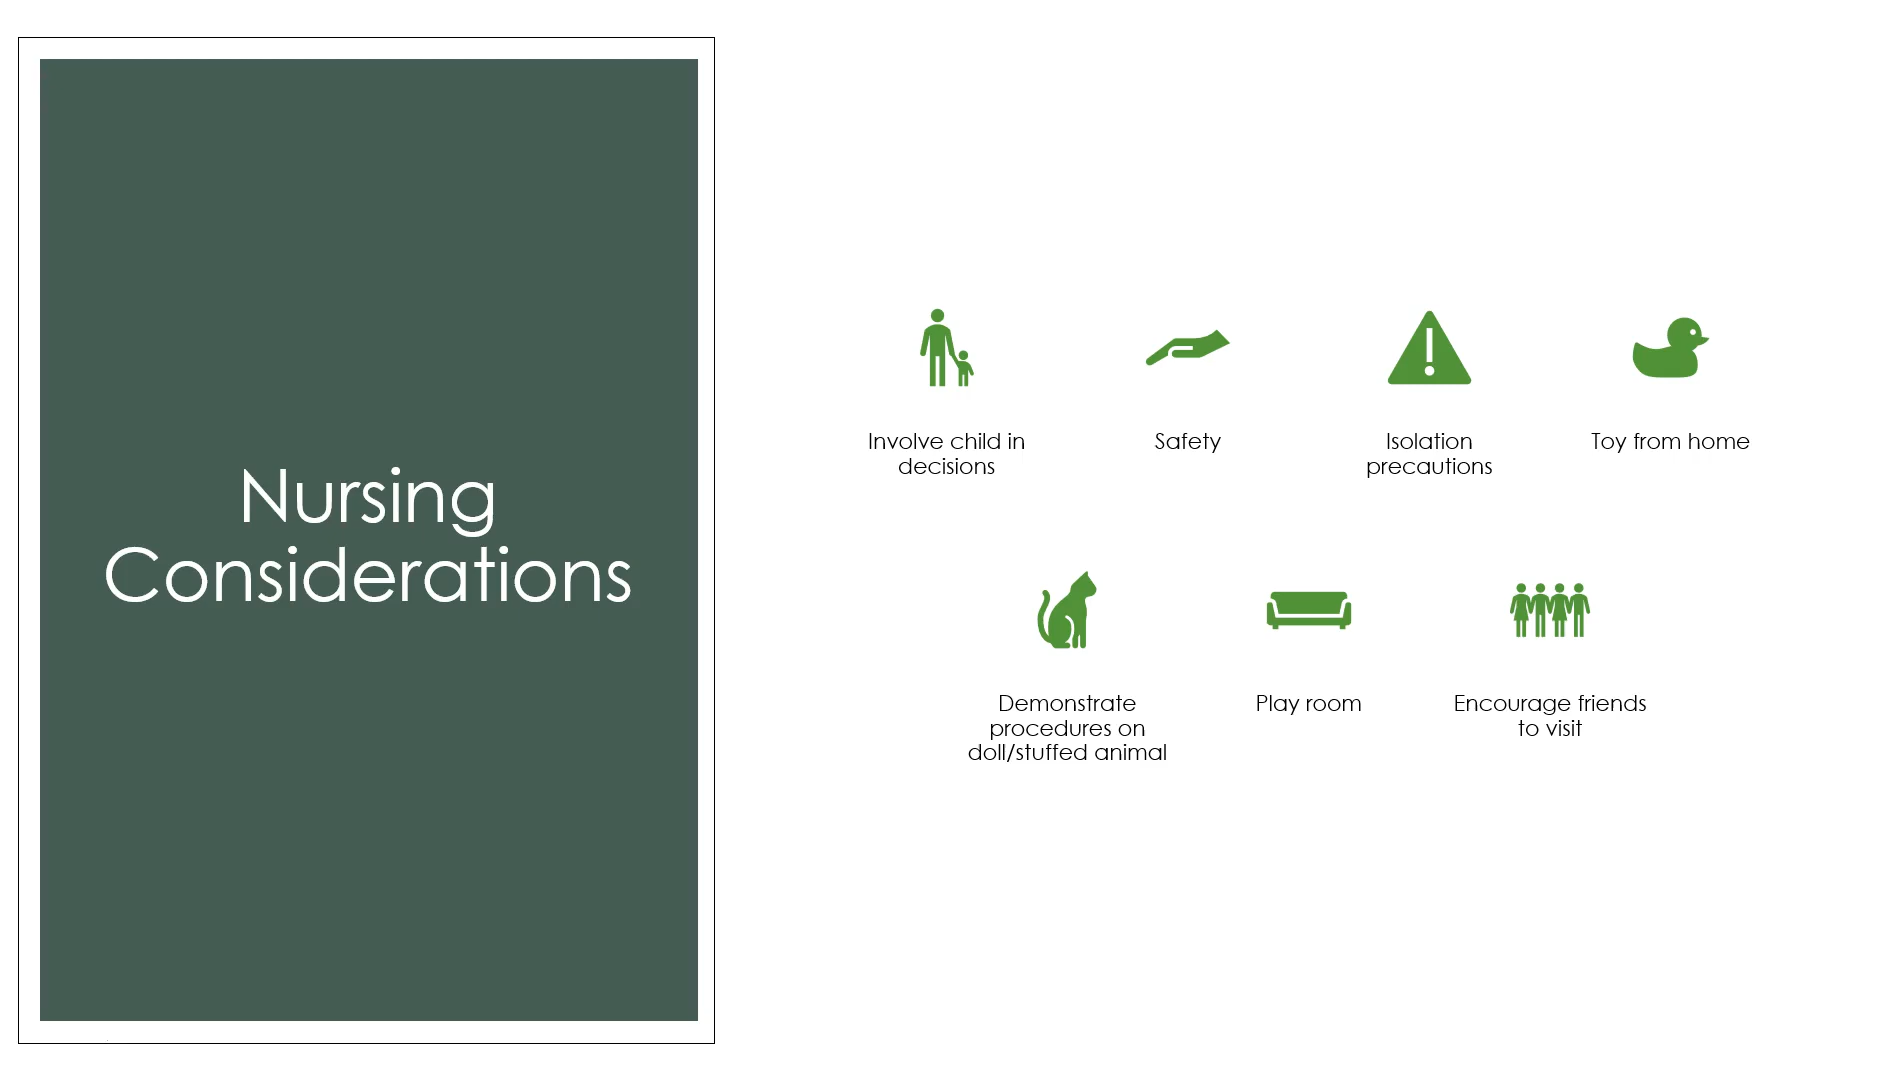 Nursing
Considerations
Involve child in
decisions
Safety
Isolation
precautions
Toy from home
Demonstrate
procedures on
doll/stuffed animal
Play room
Encourage friends
to visit